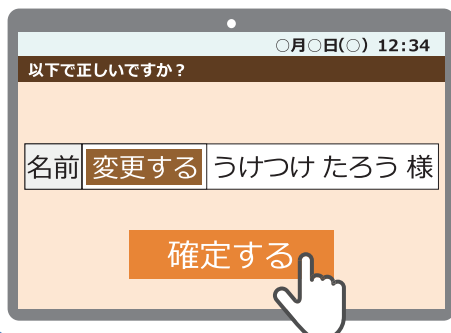 ○月○日(○) 12:34
以下で正しいですか？
名前 変更する うけつけ たろう 様
確定する